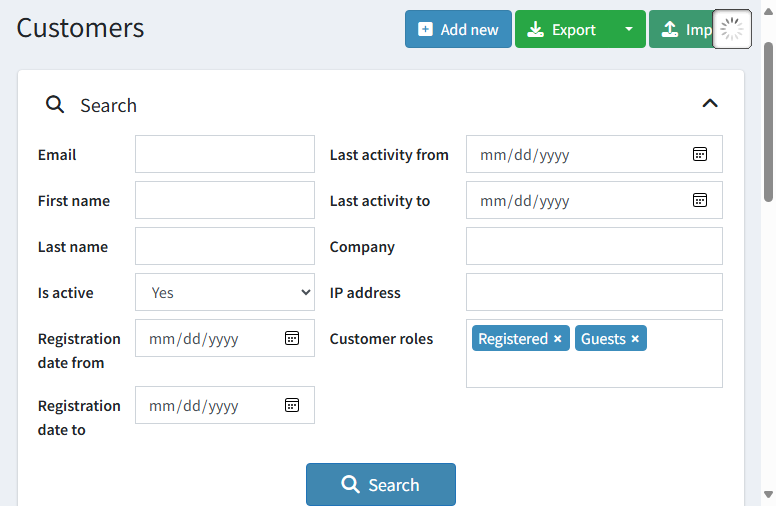 Customers
Add new
Export
Imp
Search
Email
Last activity from
mm/dd/yyyy
First name
Last activity to
mm/dd/yyyy
Last name
Company
Is active
Yes
IP address
Registration
date from
mm/dd/yyyy
Customer roles
Registered ×
Guests ×
Registration
date to
mm/dd/yyyy
Search